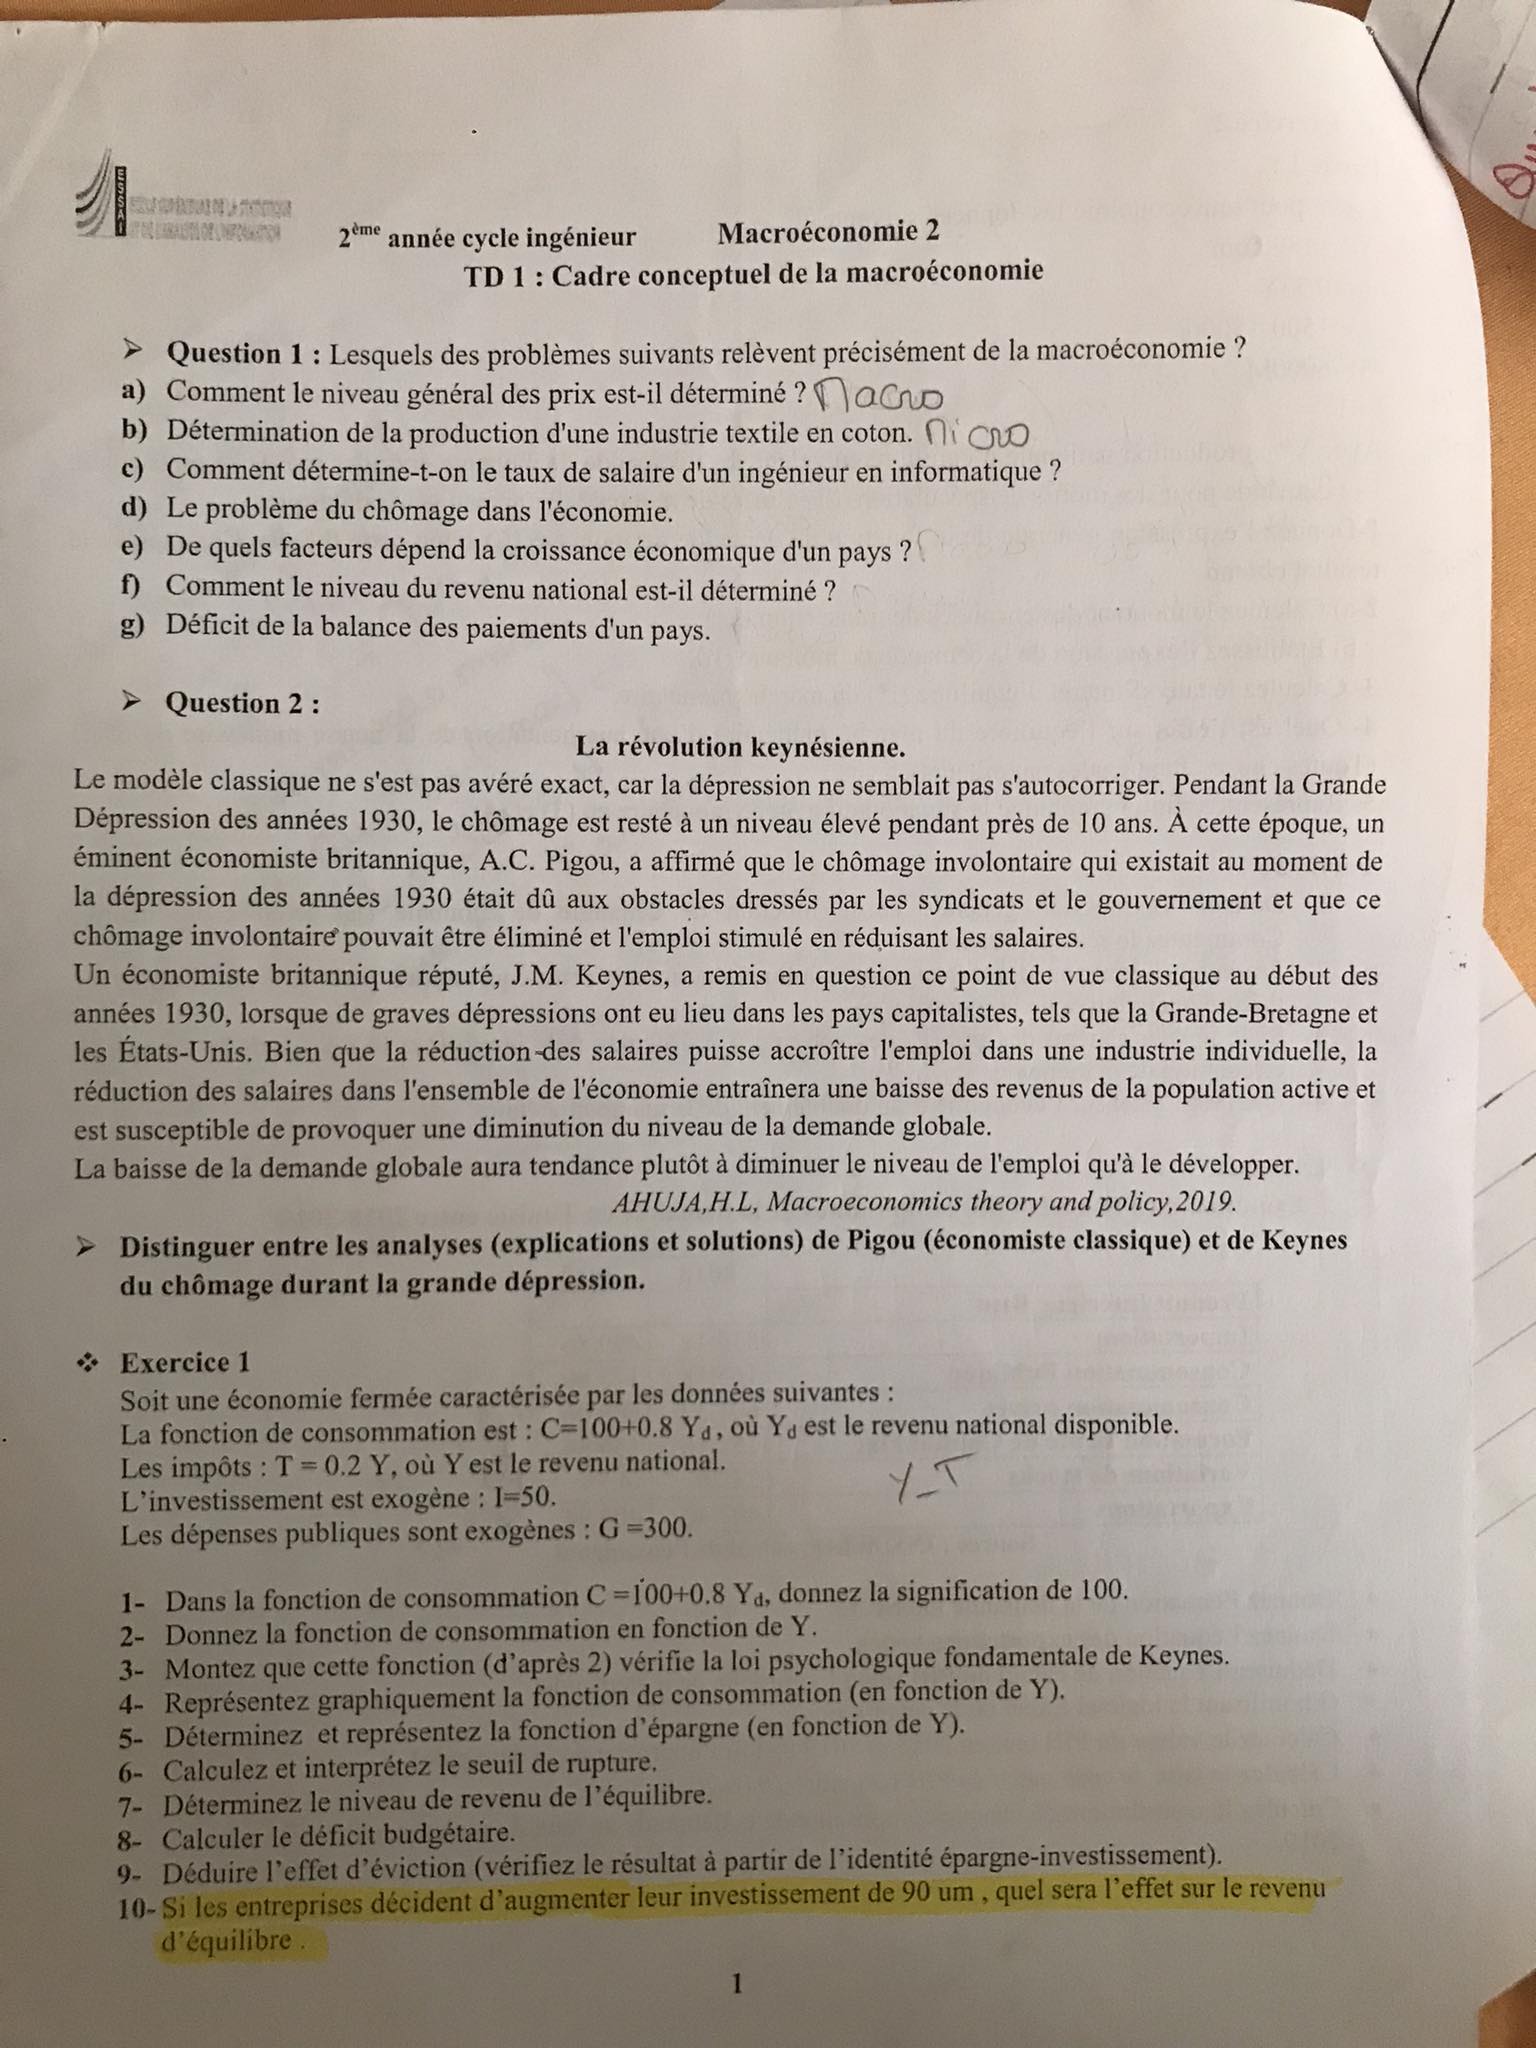 ESSAI
2ème année cycle ingénieur Macroéconomie 2
TD 1 : Cadre conceptuel de la macroéconomie
➢ Question 1 : Lesquels des problèmes suivants relèvent précisément de la macroéconomie ?
a) Comment le niveau général des prix est-il déterminé ? Macro
b) Détermination de la production d'une industrie textile en coton. Micro
c) Comment détermine-t-on le taux de salaire d'un ingénieur en informatique ?
d) Le problème du chômage dans l'économie.
e) De quels facteurs dépend la croissance économique d'un pays ?
f) Comment le niveau du revenu national est-il déterminé ?
g) Déficit de la balance des paiements d'un pays.
➢ Question 2 :
La révolution keynésienne.
Le modèle classique ne s'est pas avéré exact, car la dépression ne semblait pas s'autocorriger. Pendant la Grande
Dépression des années 1930, le chômage est resté à un niveau élevé pendant près de 10 ans. À cette époque, un
éminent économiste britannique, A.C. Pigou, a affirmé que le chômage involontaire qui existait au moment de
la dépression des années 1930 était dû aux obstacles dressés par les syndicats et le gouvernement et que ce
chômage involontaire pouvait être éliminé et l'emploi stimulé en réduisant les salaires.
Un économiste britannique réputé, J.M. Keynes, a remis en question ce point de vue classique au début des
années 1930, lorsque de graves dépressions ont eu lieu dans les pays capitalistes, tels que la Grande-Bretagne et
les États-Unis. Bien que la réduction des salaires puisse accroître l'emploi dans une industrie individuelle, la
réduction des salaires dans l'ensemble de l'économie entraînera une baisse des revenus de la population active et
est susceptible de provoquer une diminution du niveau de la demande globale.
La baisse de la demande globale aura tendance plutôt à diminuer le niveau de l'emploi qu'à le développer.
AHUJA,H.L, Macroeconomics theory and policy,2019.
➢ Distinguer entre les analyses (explications et solutions) de Pigou (économiste classique) et de Keynes
du chômage durant la grande dépression.
❖ Exercice 1
Soit une économie fermée caractérisée par les données suivantes :
La fonction de consommation est : C=100+0.8 Yd, où Yd est le revenu national disponible.
Les impôts : T = 0.2 Y, où Y est le revenu national.
Y_T
L'investissement est exogène : I=50.
Les dépenses publiques sont exogènes : G =300.
1- Dans la fonction de consommation C =100+0.8 Yd, donnez la signification de 100.
2- Donnez la fonction de consommation en fonction de Y.
3- Montez que cette fonction (d'après 2) vérifie la loi psychologique fondamentale de Keynes.
4- Représentez graphiquement la fonction de consommation (en fonction de Y).
5- Déterminez et représentez la fonction d'épargne (en fonction de Y).
6- Calculez et interprétez le seuil de rupture.
7- Déterminez le niveau de revenu de l'équilibre.
8- Calculer le déficit budgétaire.
9- Déduire l'effet d'éviction (vérifiez le résultat à partir de l'identité épargne-investissement).
10- Si les entreprises décident d'augmenter leur investissement de 90 um , quel sera l'effet sur le revenu
d'équilibre .
1